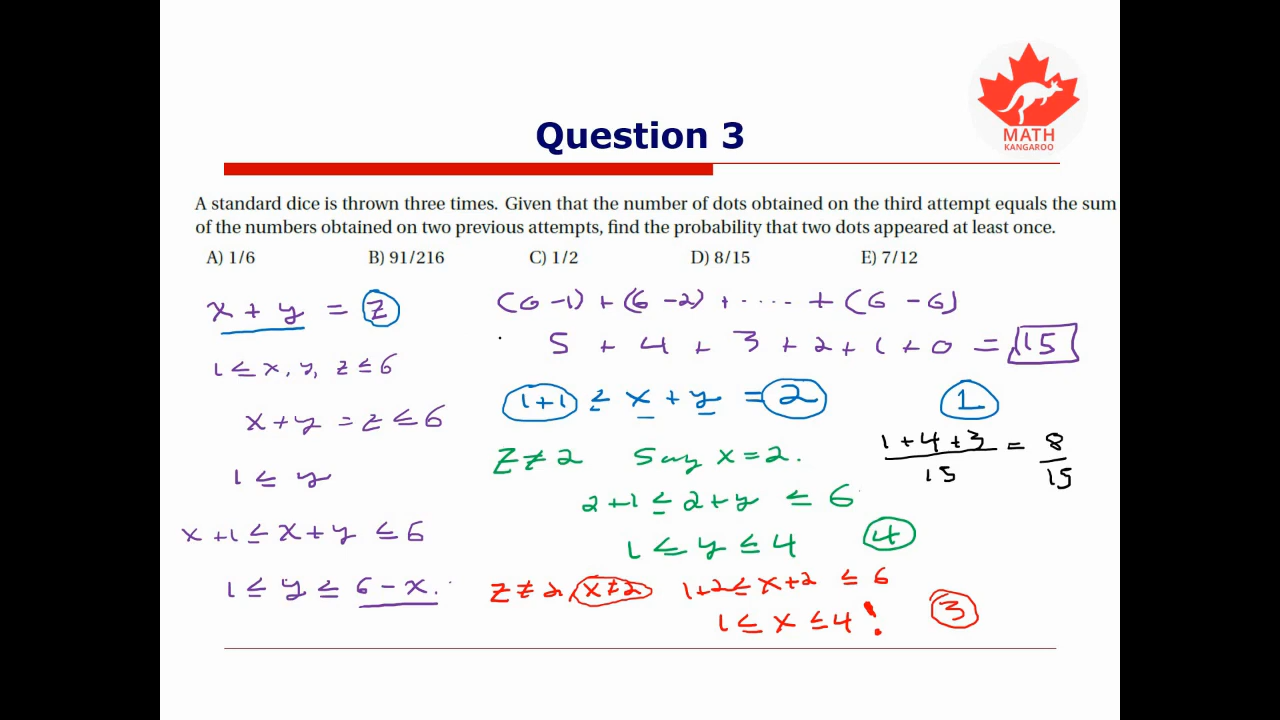 MATH
KANGAROO
Question 3
A standard dice is thrown three times. Given that the number of dots obtained on the third attempt equals the sum
of the numbers obtained on two previous attempts, find the probability that two dots appeared at least once.
A) 1/6 B) 91/216 C) 1/2 D) 8/15 E) 7/12
x + y = z
1 ≤ x, y, z ≤ 6
x + y = z ≤ 6
1 ≤ y
x + 1 ≤ x + y ≤ 6
1 ≤ y ≤ 6 - x.
(6 - 1) + (6 - 2) + .... + (6 - 6)
5 + 4 + 3 + 2 + 1 + 0 = 15
1+1 ≤ x + y = 2 1
z ≠ 2 Say x = 2.
2 + 1 ≤ 2 + y ≤ 6
1 ≤ y ≤ 4 4
z ≠ 2, x ≠ 2 1+2 ≤ x+2 ≤ 6
1 ≤ x ≤ 4 ! 3
1 + 4 + 3 / 15 = 8 / 15